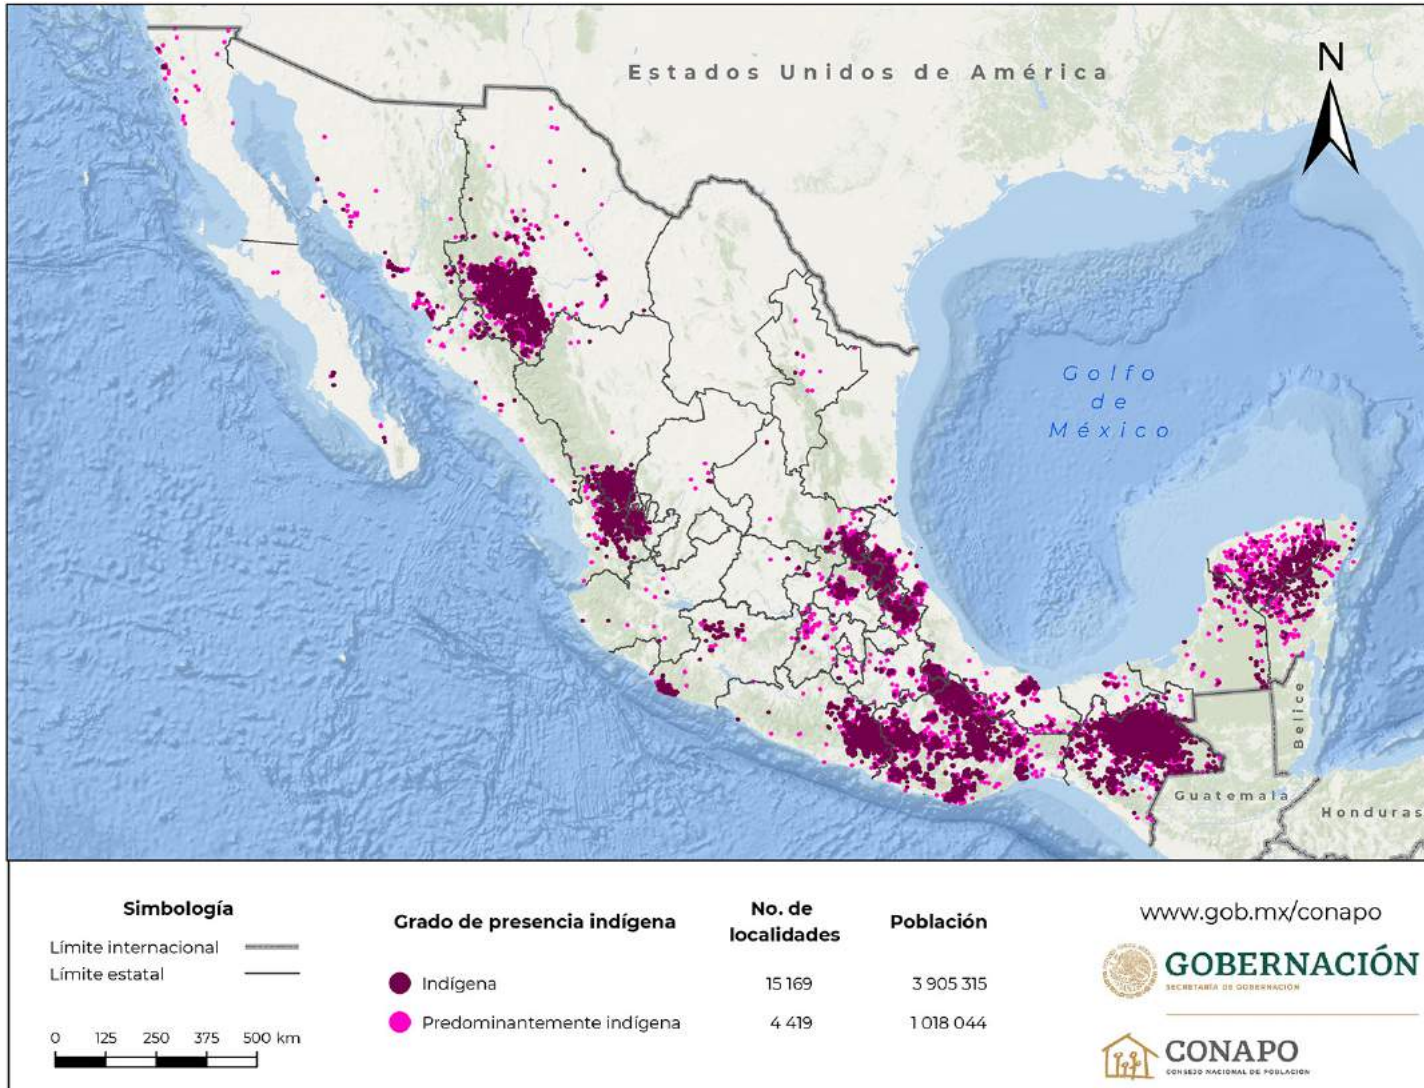 Estados Unidos de América
N
Golfo
de
México
Belice
Guatemala
Honduras
Simbología
Límite internacional
Límite estatal
0 125 250 375 500 km
Grado de presencia indígena
No. de
localidades
Población
Indígena
15 169
3 905 315
Predominantemente indígena
4 419
1 018 044
www.gob.mx/conapo
GOBERNACIÓN
SECRETARÍA DE GOBERNACIÓN
CONAPO
CONSEJO NACIONAL DE POBLACIÓN